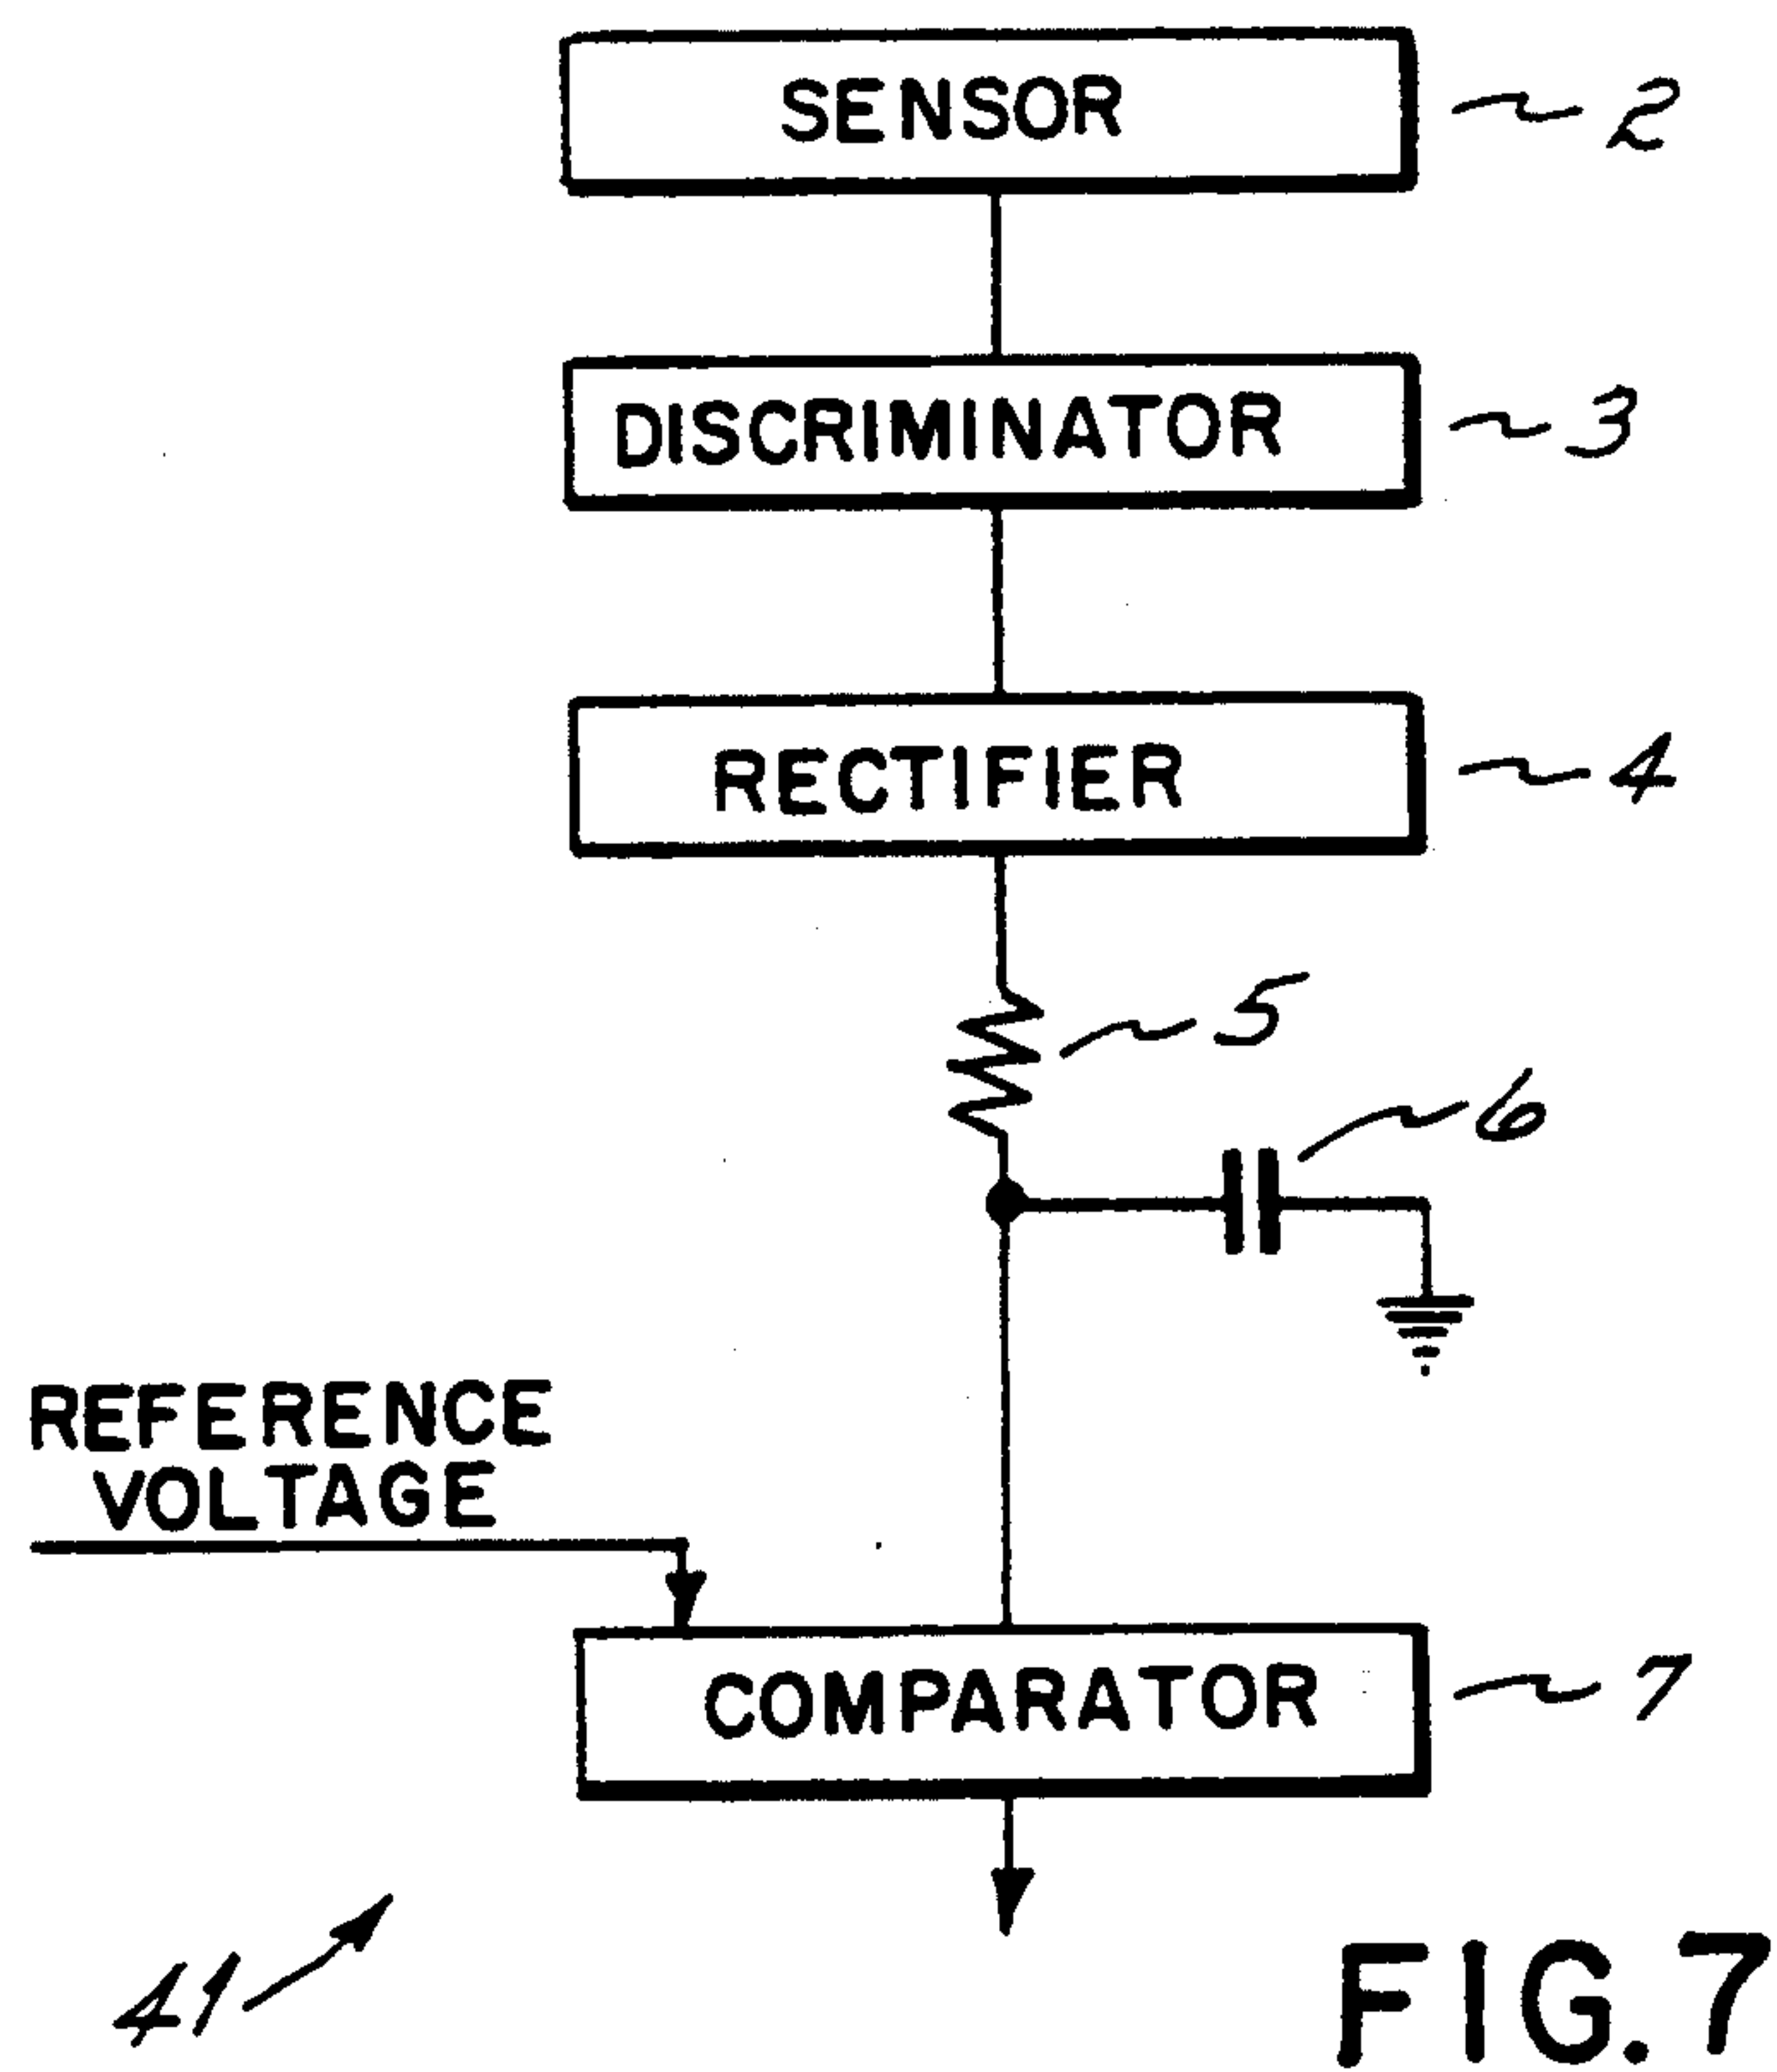 SENSOR 2
DISCRIMINATOR 3
RECTIFIER 4
5
6
REFERENCE
VOLTAGE
COMPARATOR 7
41
FIG.7